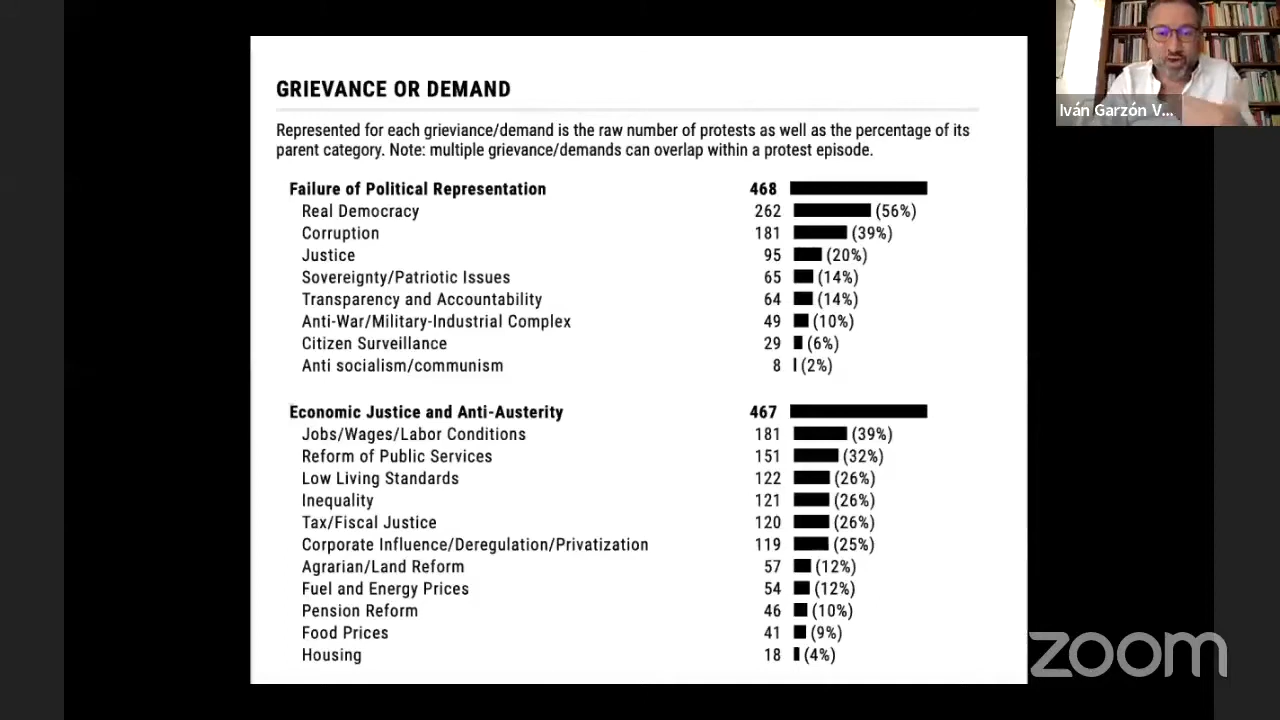 GRIEVANCE OR DEMAND
Represented for each grieviance/demand is the raw number of protests as well as the percentage of its
parent category. Note: multiple grievance/demands can overlap within a protest episode.
Failure of Political Representation 468
Real Democracy 262 (56%)
Corruption 181 (39%)
Justice 95 (20%)
Sovereignty/Patriotic Issues 65 (14%)
Transparency and Accountability 64 (14%)
Anti-War/Military-Industrial Complex 49 (10%)
Citizen Surveillance 29 (6%)
Anti socialism/communism 8 (2%)
Economic Justice and Anti-Austerity 467
Jobs/Wages/Labor Conditions 181 (39%)
Reform of Public Services 151 (32%)
Low Living Standards 122 (26%)
Inequality 121 (26%)
Tax/Fiscal Justice 120 (26%)
Corporate Influence/Deregulation/Privatization 119 (25%)
Agrarian/Land Reform 57 (12%)
Fuel and Energy Prices 54 (12%)
Pension Reform 46 (10%)
Food Prices 41 (9%)
Housing 18 (4%)
Iván Garzón V...
zoom